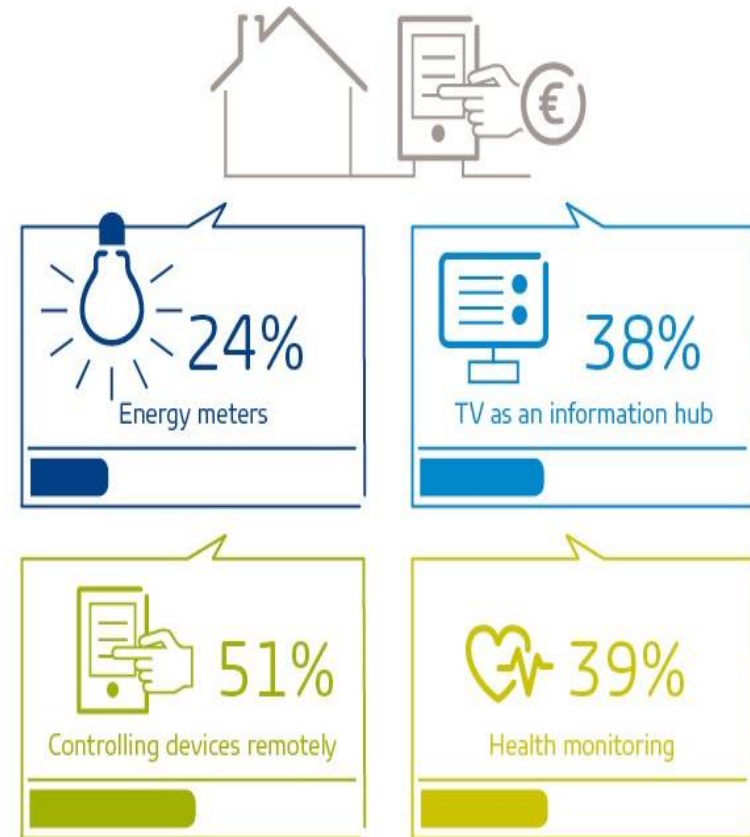 €
24%
Energy meters
38%
TV as an information hub
51%
Controlling devices remotely
39%
Health monitoring